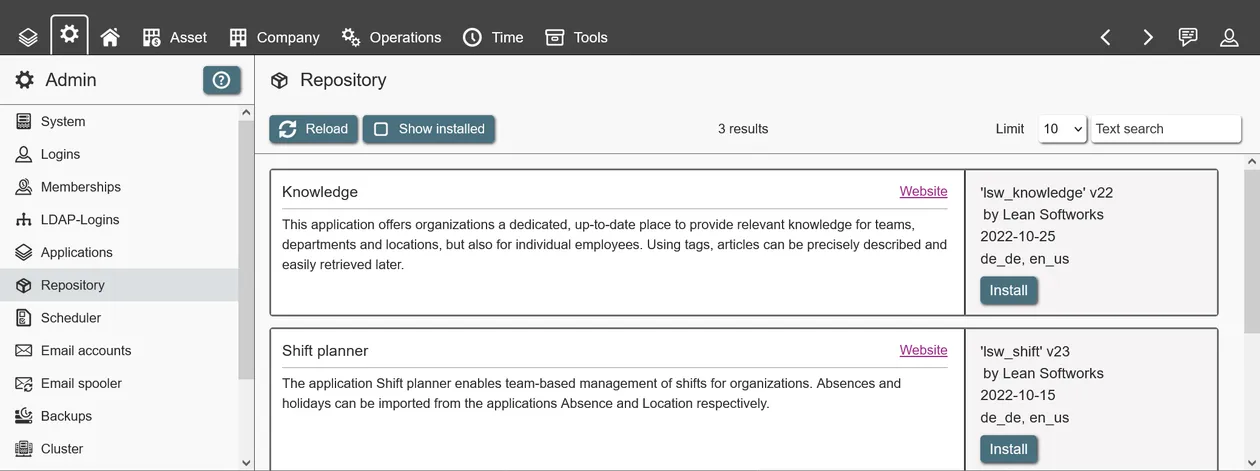 Asset Company Operations Time Tools
Admin
System
Logins
Memberships
LDAP-Logins
Applications
Repository
Scheduler
Email accounts
Email spooler
Backups
Cluster
Repository
Reload Show installed 3 results Limit 10 Text search
Knowledge Website
This application offers organizations a dedicated, up-to-date place to provide relevant knowledge for teams,
departments and locations, but also for individual employees. Using tags, articles can be precisely described and
easily retrieved later.
'lsw_knowledge' v22
by Lean Softworks
2022-10-25
de_de, en_us
Install
Shift planner Website
The application Shift planner enables team-based management of shifts for organizations. Absences and
holidays can be imported from the applications Absence and Location respectively.
'lsw_shift' v23
by Lean Softworks
2022-10-15
de_de, en_us
Install